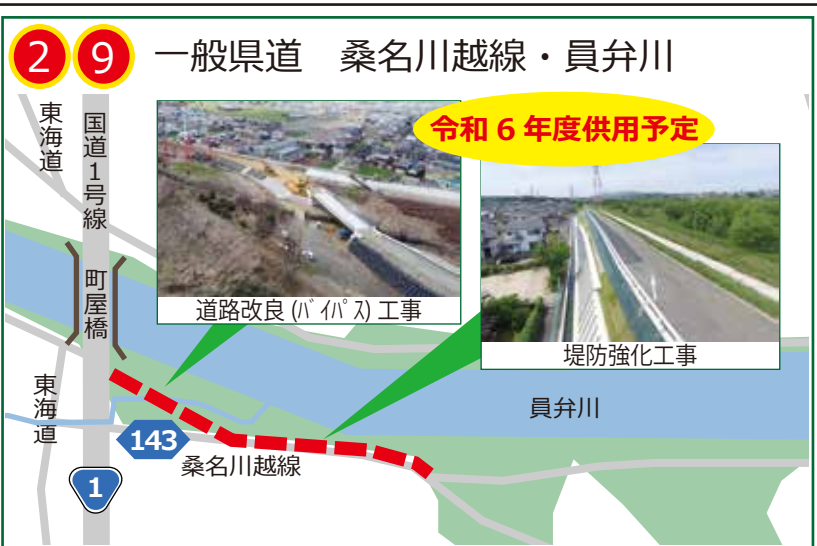 2 9 一般県道　桑名川越線・員弁川
令和 6 年度供用予定
東海道
国道1号線
町屋橋
道路改良 (ﾊﾞｲﾊﾟｽ) 工事
堤防強化工事
東海道
員弁川
143
桑名川越線
1